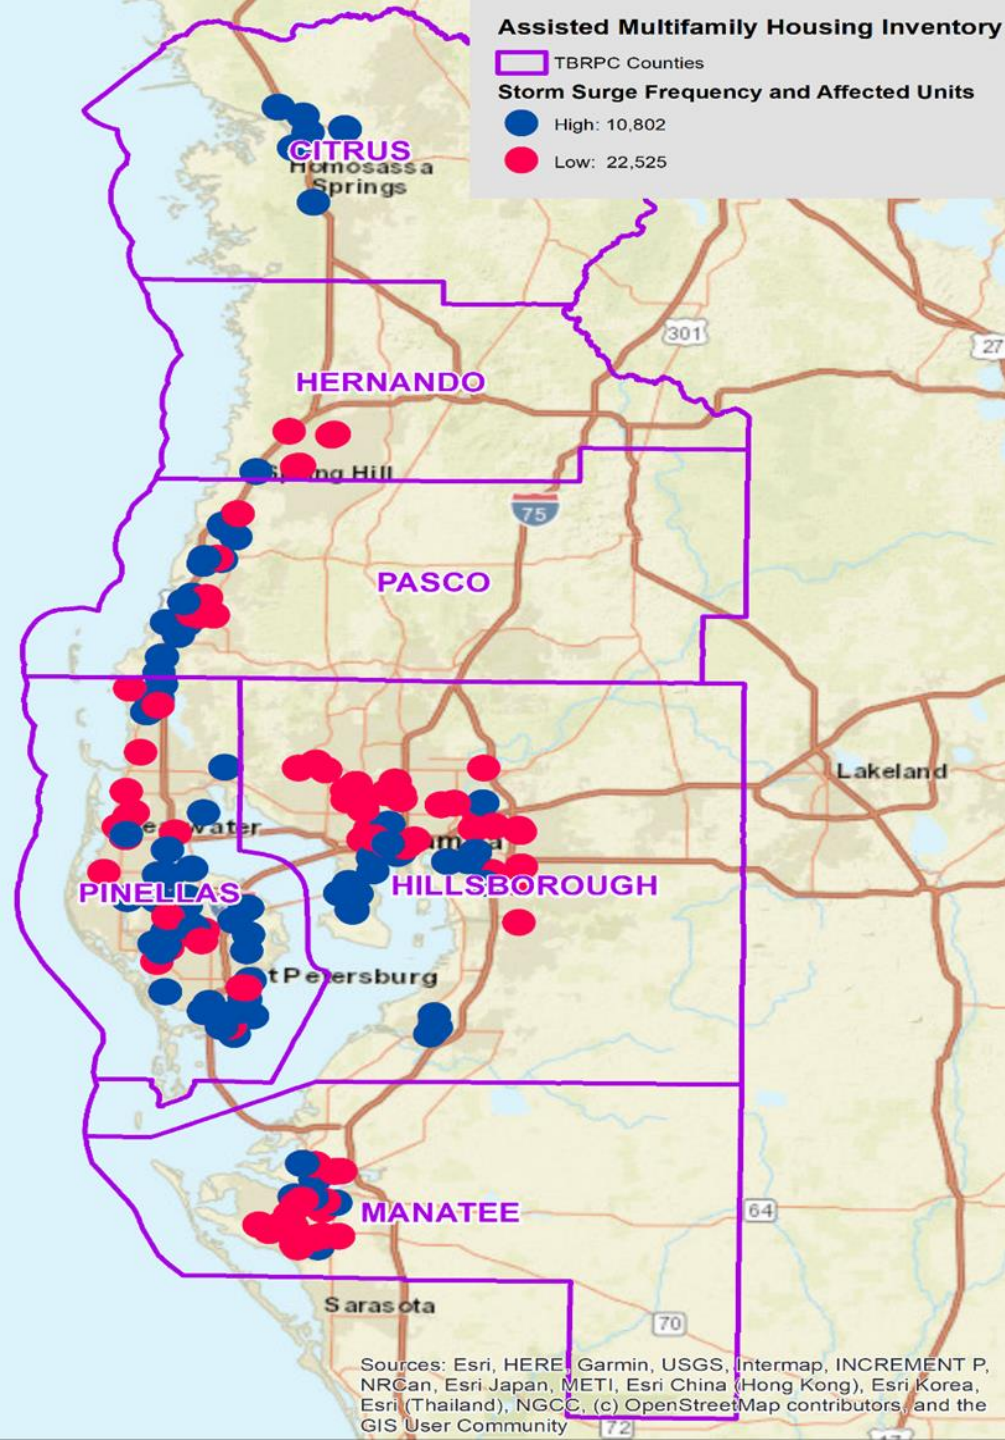 Assisted Multifamily Housing Inventory
TBRPC Counties
Storm Surge Frequency and Affected Units
High: 10,802
Low: 22,525
CITRUS
Homosassa
Springs
301
27
HERNANDO
Spring Hill
75
PASCO
Lakeland
PINELLAS
HILLSBOROUGH
t Petersburg
MANATEE
64
Sarasota
70
Sources: Esri, HERE, Garmin, USGS, Intermap, INCREMENT P,
NRCan, Esri Japan, METI, Esri China (Hong Kong), Esri Korea,
Esri (Thailand), NGCC, (c) OpenStreetMap contributors, and the
GIS User Community
72